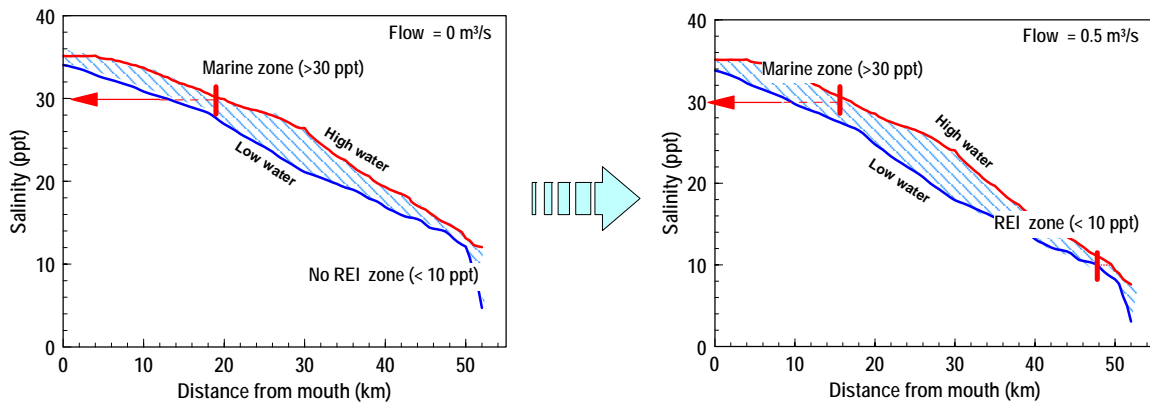 40
30
20
10
0
Salinity (ppt)
Flow = 0 m³/s
Marine zone (>30 ppt)
High water
Low water
No REI zone (< 10 ppt)
0 10 20 30 40 50
Distance from mouth (km)
40
30
20
10
0
Salinity (ppt)
Flow = 0.5 m³/s
Marine zone (>30 ppt)
High water
Low water
REI zone (< 10 ppt)
0 10 20 30 40 50
Distance from mouth (km)